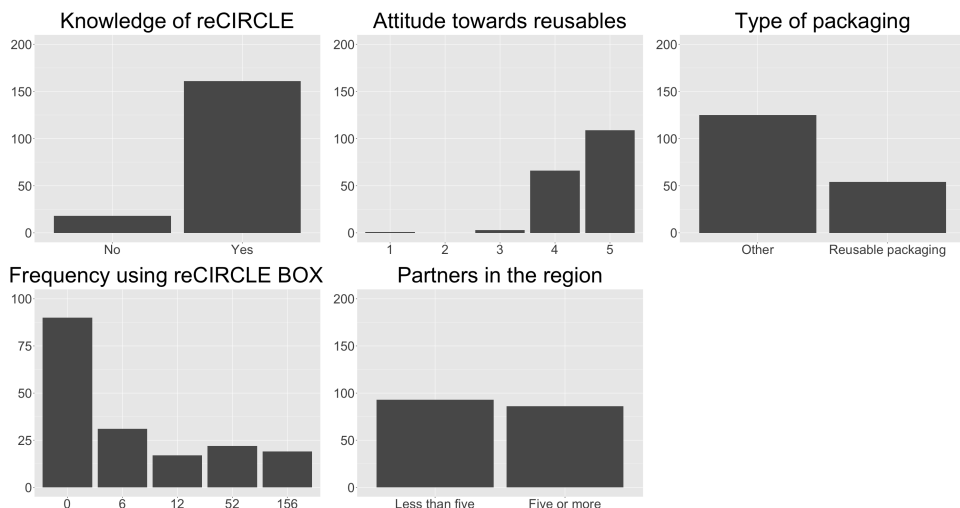 Knowledge of reCIRCLE
200
150
100
50
0
No Yes
Attitude towards reusables
200
150
100
50
0
1 2 3 4 5
Type of packaging
200
150
100
50
0
Other Reusable packaging
Frequency using reCIRCLE BOX
100
75
50
25
0
0 6 12 52 156
Partners in the region
200
150
100
50
0
Less than five Five or more